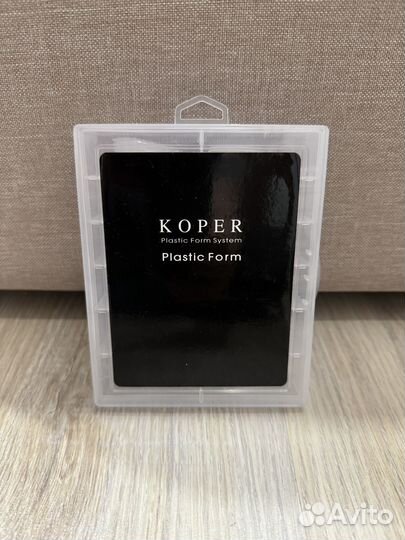 KOPER
Plastic Form System
Plastic Form
Avito